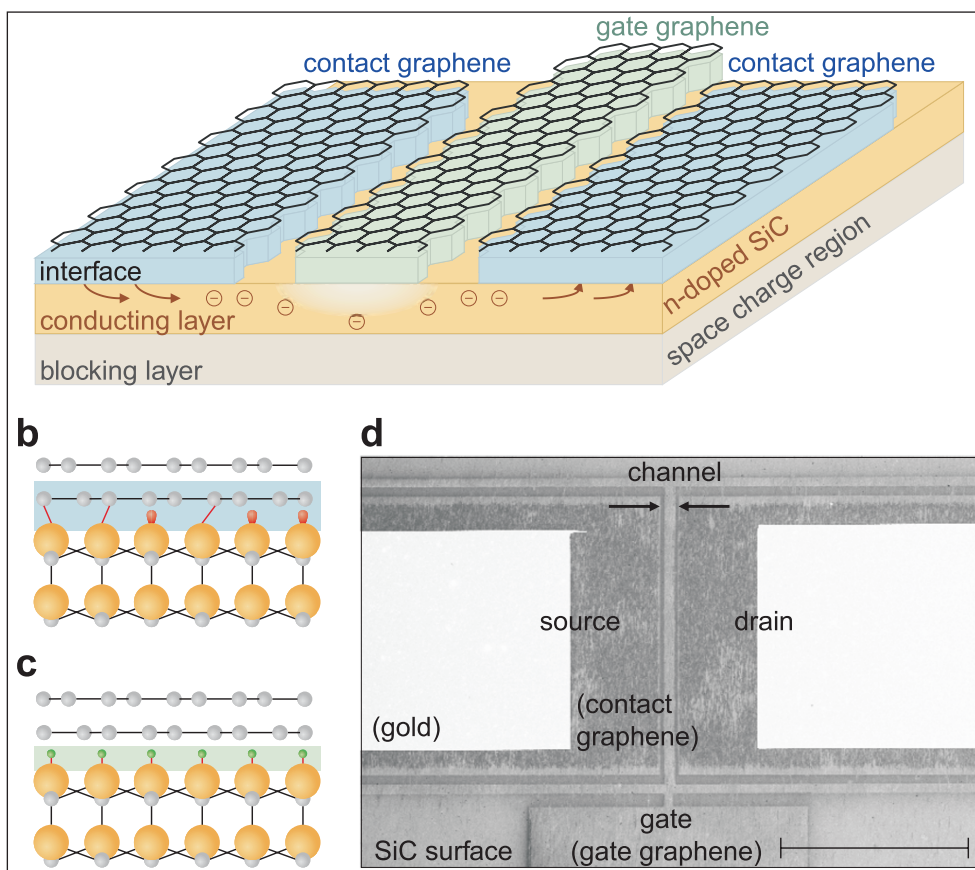 gate graphene
contact graphene
contact graphene
interface
conducting layer
blocking layer
n-doped SiC
space charge region
b
d
channel
source
drain
(contact
graphene)
(gold)
c
gate
(gate graphene)
SiC surface